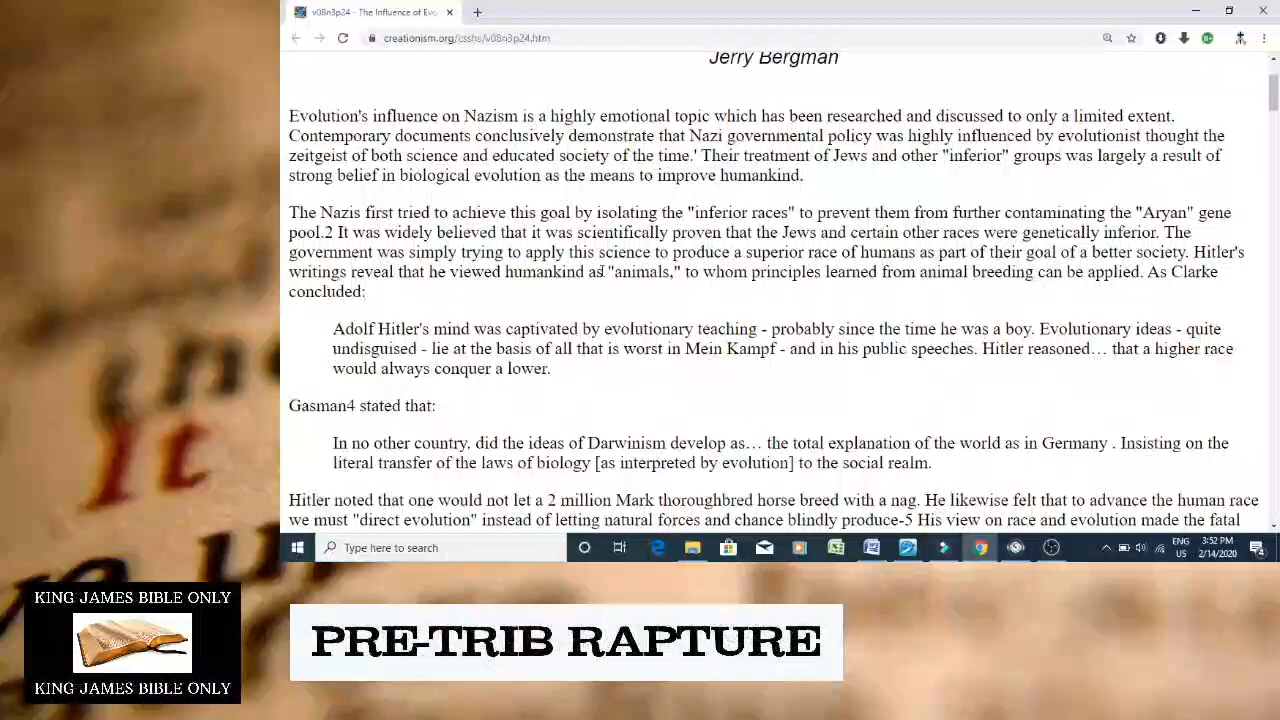 v08n3p24 - The Influence of Evo
creationism.org/csshs/v08n3p24.htm
Jerry Bergman
Evolution's influence on Nazism is a highly emotional topic which has been researched and discussed to only a limited extent.
Contemporary documents conclusively demonstrate that Nazi governmental policy was highly influenced by evolutionist thought the
zeitgeist of both science and educated society of the time.' Their treatment of Jews and other "inferior" groups was largely a result of
strong belief in biological evolution as the means to improve humankind.
The Nazis first tried to achieve this goal by isolating the "inferior races" to prevent them from further contaminating the "Aryan" gene
pool.2 It was widely believed that it was scientifically proven that the Jews and certain other races were genetically inferior. The
government was simply trying to apply this science to produce a superior race of humans as part of their goal of a better society. Hitler's
writings reveal that he viewed humankind as "animals," to whom principles learned from animal breeding can be applied. As Clarke
concluded:
Adolf Hitler's mind was captivated by evolutionary teaching - probably since the time he was a boy. Evolutionary ideas - quite
undisguised - lie at the basis of all that is worst in Mein Kampf - and in his public speeches. Hitler reasoned… that a higher race
would always conquer a lower.
Gasman4 stated that:
In no other country. did the ideas of Darwinism develop as… the total explanation of the world as in Germany . Insisting on the
literal transfer of the laws of biology [as interpreted by evolution] to the social realm.
Hitler noted that one would not let a 2 million Mark thoroughbred horse breed with a nag. He likewise felt that to advance the human race
we must "direct evolution" instead of letting natural forces and chance blindly produce-5 His view on race and evolution made the fatal
Type here to search
ENG
US
3:52 PM
2/14/2020
It
KING JAMES BIBLE ONLY
KING JAMES BIBLE ONLY
PRE-TRIB RAPTURE